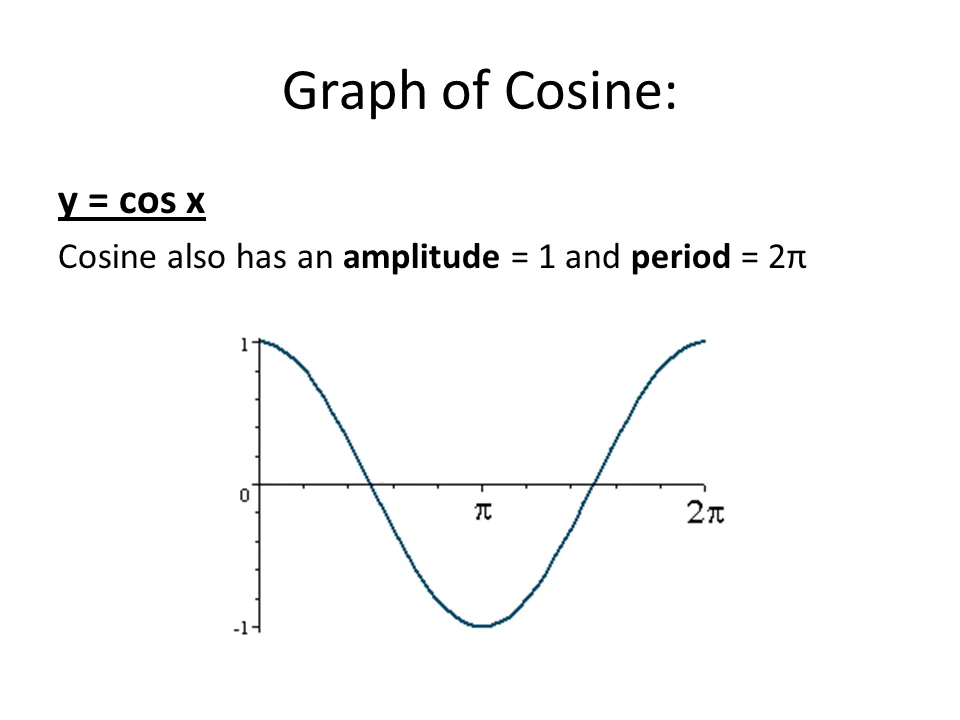 Graph of Cosine:
y = cos x
Cosine also has an amplitude = 1 and period = 2π
1
0
π
2π
-1